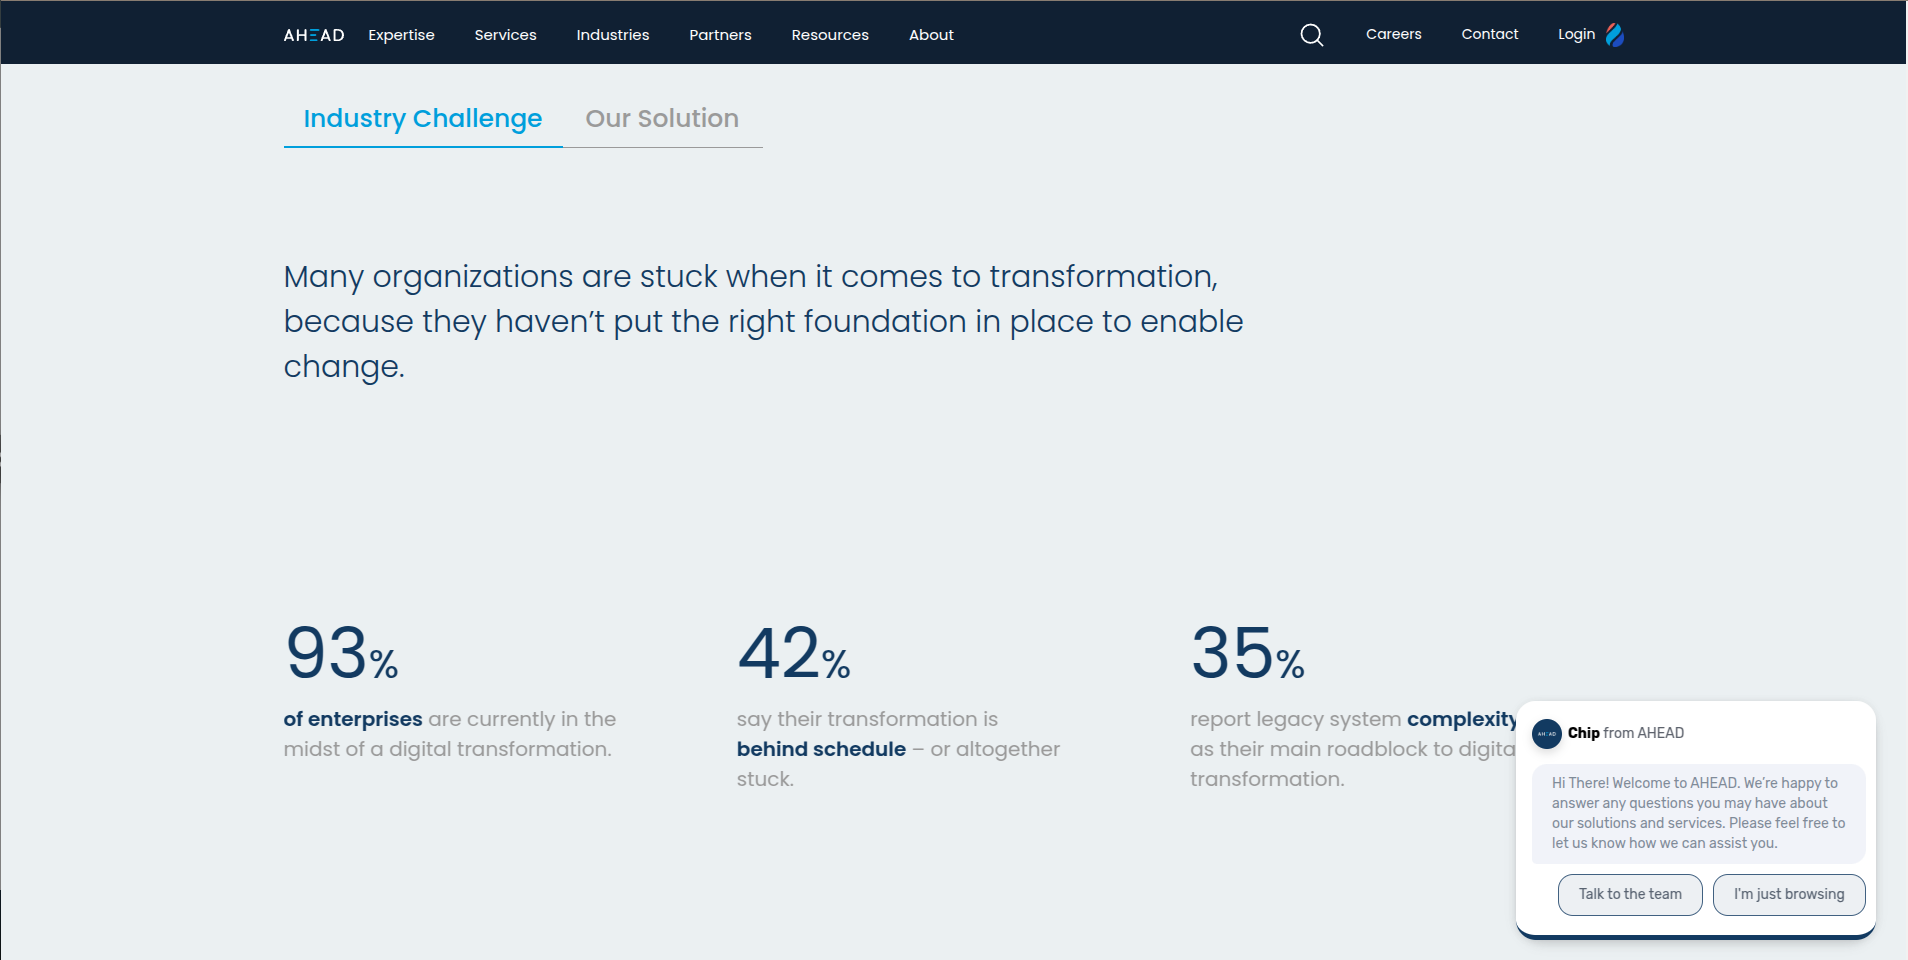 AHEAD Expertise Services Industries Partners Resources About Careers Contact Login
Industry Challenge Our Solution
Many organizations are stuck when it comes to transformation,
because they haven’t put the right foundation in place to enable
change.
93%
of enterprises are currently in the
midst of a digital transformation.
42%
say their transformation is
behind schedule – or altogether
stuck.
35%
report legacy system complexity
as their main roadblock to digita
transformation.
AHEAD
Chip from AHEAD
Hi There! Welcome to AHEAD. We're happy to
answer any questions you may have about
our solutions and services. Please feel free to
let us know how we can assist you.
Talk to the team I'm just browsing